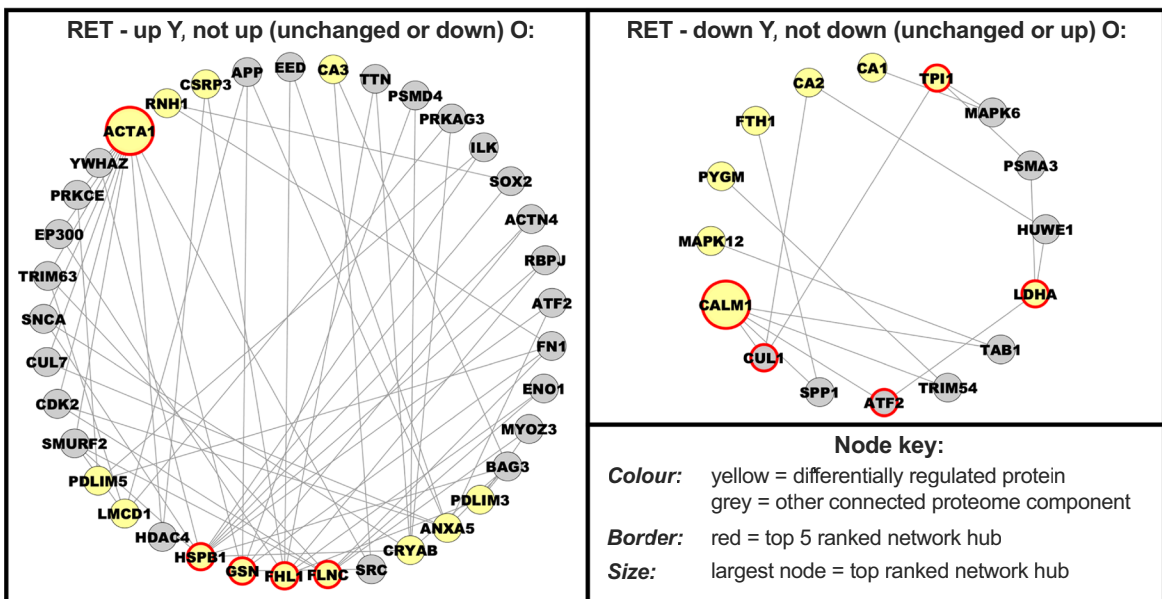 RET - up Y, not up (unchanged or down) O:
APP
EED
CA3
TTN
CSRP3
PSMD4
RNH1
PRKAG3
ACTA1
ILK
YWHAZ
SOX2
PRKCE
ACTN4
EP300
RBPJ
TRIM63
ATF2
SNCA
FN1
CUL7
ENO1
CDK2
MYOZ3
SMURF2
BAG3
PDLIM5
PDLIM3
LMCD1
ANXA5
HDAC4
CRYAB
HSPB1
GSN
FHL1
FLNC
SRC
RET - down Y, not down (unchanged or up) O:
CA1
TPI1
CA2
MAPK6
FTH1
PSMA3
PYGM
HUWE1
MAPK12
LDHA
CALM1
TAB1
CUL1
TRIM54
SPP1
ATF2
Node key:
Colour: yellow = differentially regulated protein
grey = other connected proteome component
Border: red = top 5 ranked network hub
Size: largest node = top ranked network hub